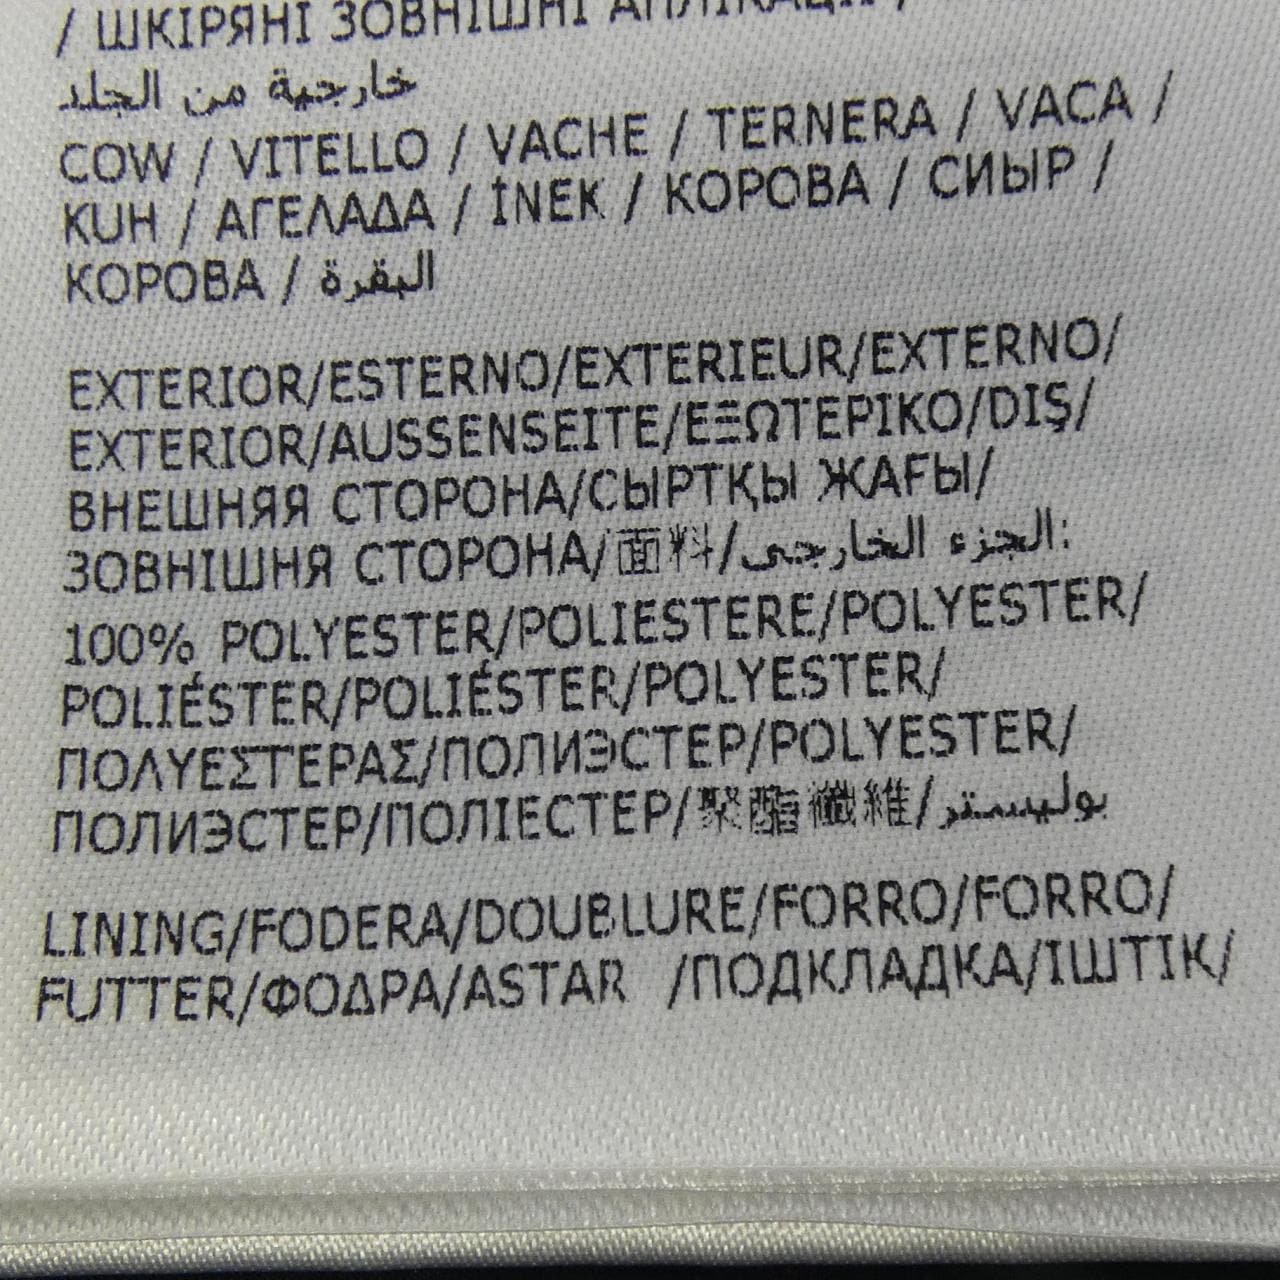 / ШКІРЯНІ ЗОВНІШНІ АПЛІКАЦІЇ /
خارجية من الجلد
COW / VITELLO / VACHE / TERNERA / VACA /
KUH / ΑΓΕΛΑΔΑ / İNEK / КОРОВА / СИЫР /
КОРОВА / البقرة
EXTERIOR/ESTERNO/EXTERIEUR/EXTERNO/
EXTERIOR/AUSSENSEITE/ΕΞΩΤΕΡΙΚΟ/DIŞ/
ВНЕШНЯЯ СТОРОНА/СЫРТҚЫ ЖАҒЫ/
ЗОВНІШНЯ СТОРОНА/面料/الجزء الخارجى:
100% POLYESTER/POLIESTERE/POLYESTER/
POLIÉSTER/POLIÉSTER/POLYESTER/
ΠΟΛΥΕΣΤΕΡΑΣ/ПОЛИЭСТЕР/POLYESTER/
ПОЛИЭСТЕР/ПОЛІЕСТЕР/聚酯纖維/بوليستر
LINING/FODERA/DOUBLURE/FORRO/FORRO/
FUTTER/ΦΟΔΡΑ/ASTAR /ПОДКЛАДКА/ІШТІК/